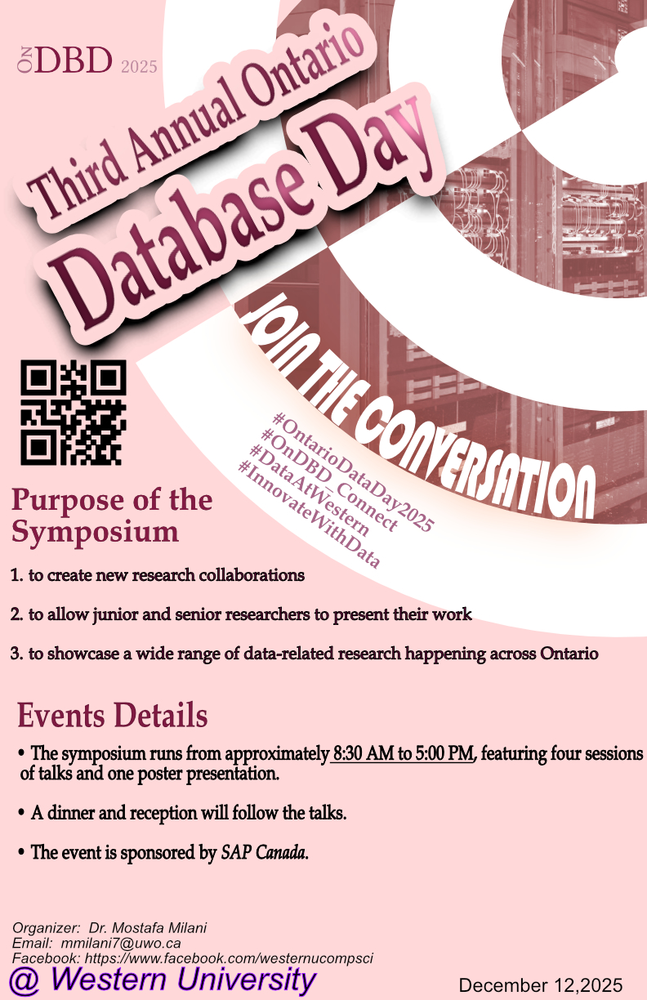 ON DBD 2025
Third Annual Ontario
Database Day
JOIN THE CONVERSATION
#OntarioDataDay2025
#OnDBD_Connect
#DataAtWestern
#InnovateWithData
Purpose of the
Symposium
1. to create new research collaborations
2. to allow junior and senior researchers to present their work
3. to showcase a wide range of data-related research happening across Ontario
Events Details
• The symposium runs from approximately 8:30 AM to 5:00 PM, featuring four sessions
of talks and one poster presentation.
• A dinner and reception will follow the talks.
• The event is sponsored by SAP Canada.
Organizer: Dr. Mostafa Milani
Email: mmilani7@uwo.ca
Facebook: https://www.facebook.com/westernucompsci
@ Western University
December 12,2025